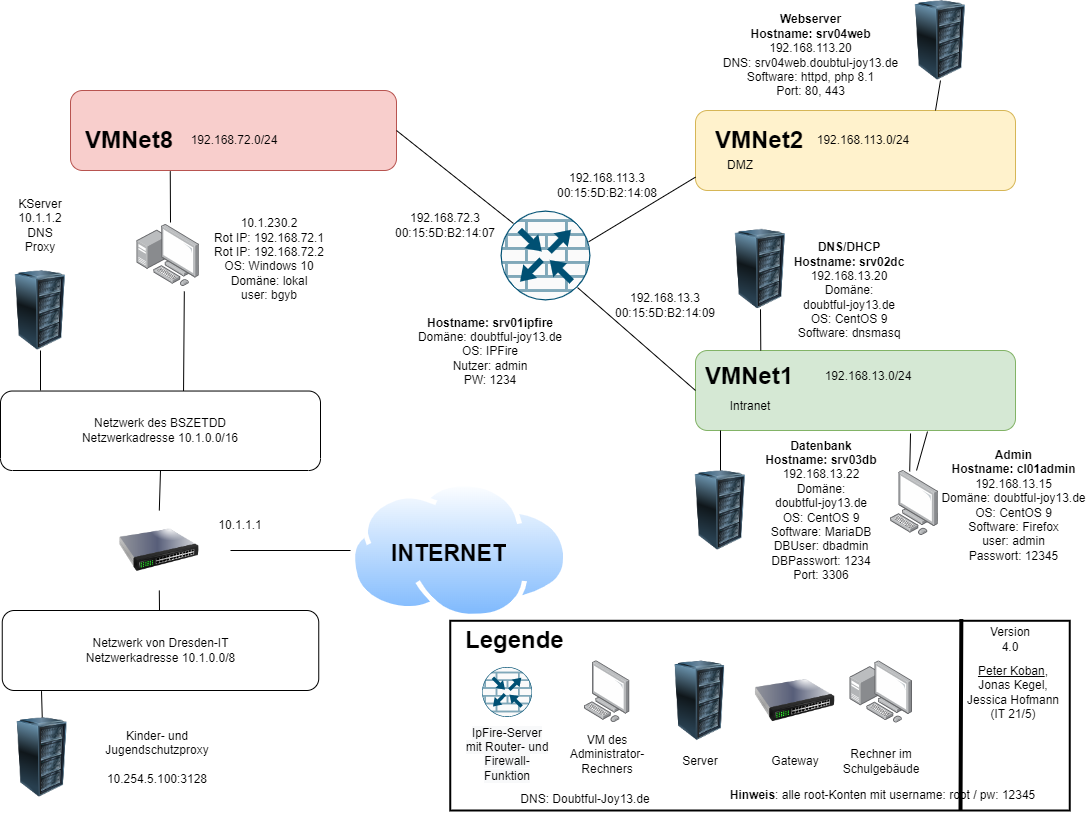 Webserver
Hostname: srv04web
192.168.113.20
DNS: srv04web.doubtul-joy13.de
Software: httpd, php 8.1
Port: 80, 443
VMNet8 192.168.72.0/24
VMNet2 192.168.113.0/24
DMZ
192.168.113.3
00:15:5D:B2:14:08
192.168.72.3
00:15:5D:B2:14:07
KServer
10.1.1.2
DNS
Proxy
10.1.230.2
Rot IP: 192.168.72.1
Rot IP: 192.168.72.2
OS: Windows 10
Domäne: lokal
user: bgyb
DNS/DHCP
Hostname: srv02dc
192.168.13.20
Domäne:
doubtful-joy13.de
OS: CentOS 9
Software: dnsmasq
192.168.13.3
00:15:5D:B2:14:09
Hostname: srv01ipfire
Domäne: doubtful-joy13.de
OS: IPFire
Nutzer: admin
PW: 1234
VMNet1 192.168.13.0/24
Intranet
Netzwerk des BSZETDD
Netzwerkadresse 10.1.0.0/16
Datenbank
Hostname: srv03db
192.168.13.22
Domäne:
doubtful-joy13.de
OS: CentOS 9
Software: MariaDB
DBUser: dbadmin
DBPasswort: 1234
Port: 3306
Admin
Hostname: cl01admin
192.168.13.15
Domäne: doubtful-joy13.de
OS: CentOS 9
Software: Firefox
user: admin
Passwort: 12345
10.1.1.1
INTERNET
Netzwerk von Dresden-IT
Netzwerkadresse 10.1.0.0/8
Kinder- und
Jugendschutzproxy
10.254.5.100:3128
Legende
IpFire-Server
mit Router- und
Firewall-
Funktion
VM des
Administrator-
Rechners
Server
Gateway
Rechner im
Schulgebäude
DNS: Doubtful-Joy13.de
Hinweis: alle root-Konten mit username: root / pw: 12345
Version
4.0
Peter Koban,
Jonas Kegel,
Jessica Hofmann
(IT 21/5)